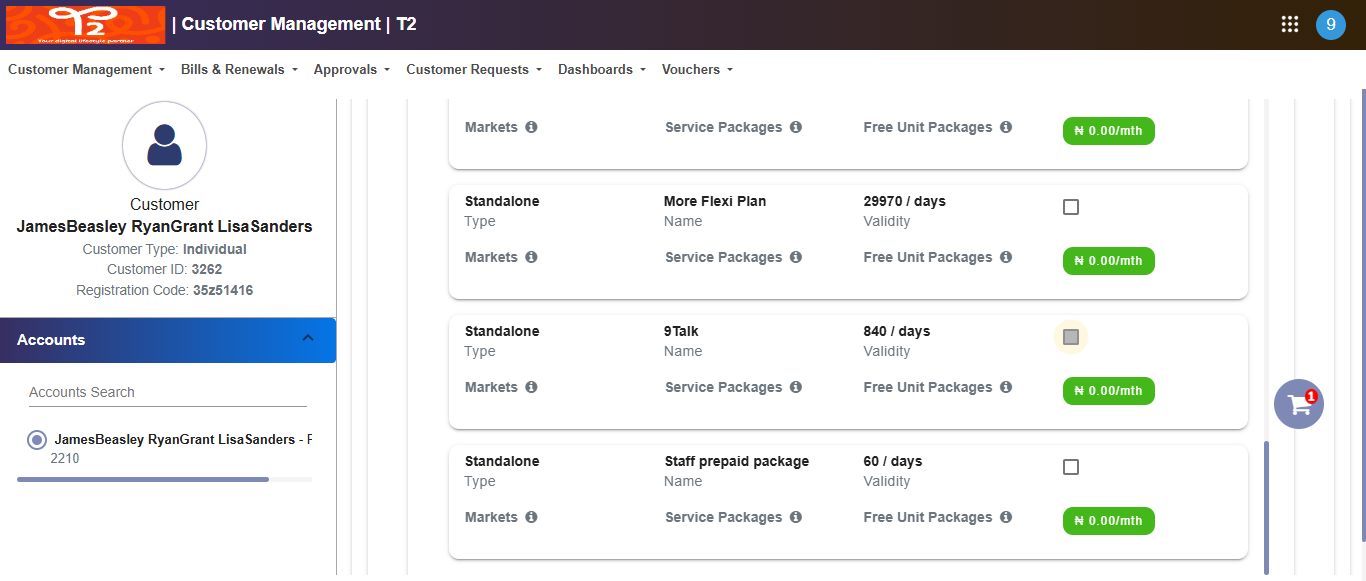 T2
Your digital lifestyle partner
| Customer Management | T2
9
Customer Management
Bills & Renewals
Approvals
Customer Requests
Dashboards
Vouchers
Customer
JamesBeasley RyanGrant LisaSanders
Customer Type: Individual
Customer ID: 3262
Registration Code: 35z51416
Accounts
Accounts Search
JamesBeasley RyanGrant LisaSanders -
2210
Markets
Service Packages
Free Unit Packages
₦ 0.00/mth
Standalone
Type
More Flexi Plan
Name
29970 / days
Validity
Markets
Service Packages
Free Unit Packages
₦ 0.00/mth
Standalone
Type
9Talk
Name
840 / days
Validity
Markets
Service Packages
Free Unit Packages
₦ 0.00/mth
Standalone
Type
Staff prepaid package
Name
60 / days
Validity
Markets
Service Packages
Free Unit Packages
₦ 0.00/mth
1